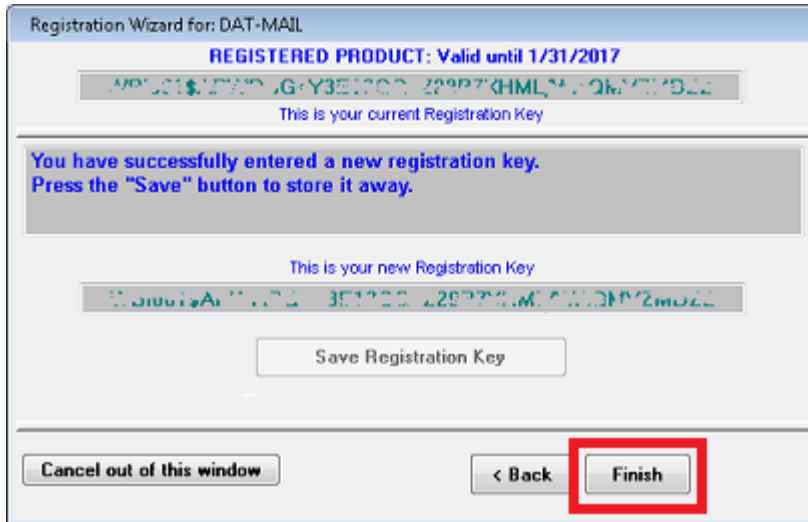 Registration Wizard for: DAT-MAIL
REGISTERED PRODUCT: Valid until 1/31/2017
This is your current Registration Key
You have successfully entered a new registration key.
Press the "Save" button to store it away.
This is your new Registration Key
Save Registration Key
Cancel out of this window
< Back
Finish